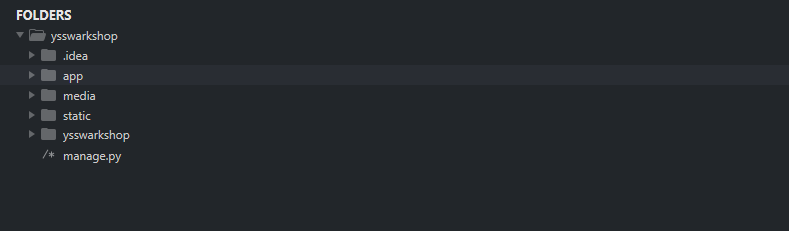 FOLDERS
ysswarkshop
.idea
app
media
static
ysswarkshop
/* manage.py